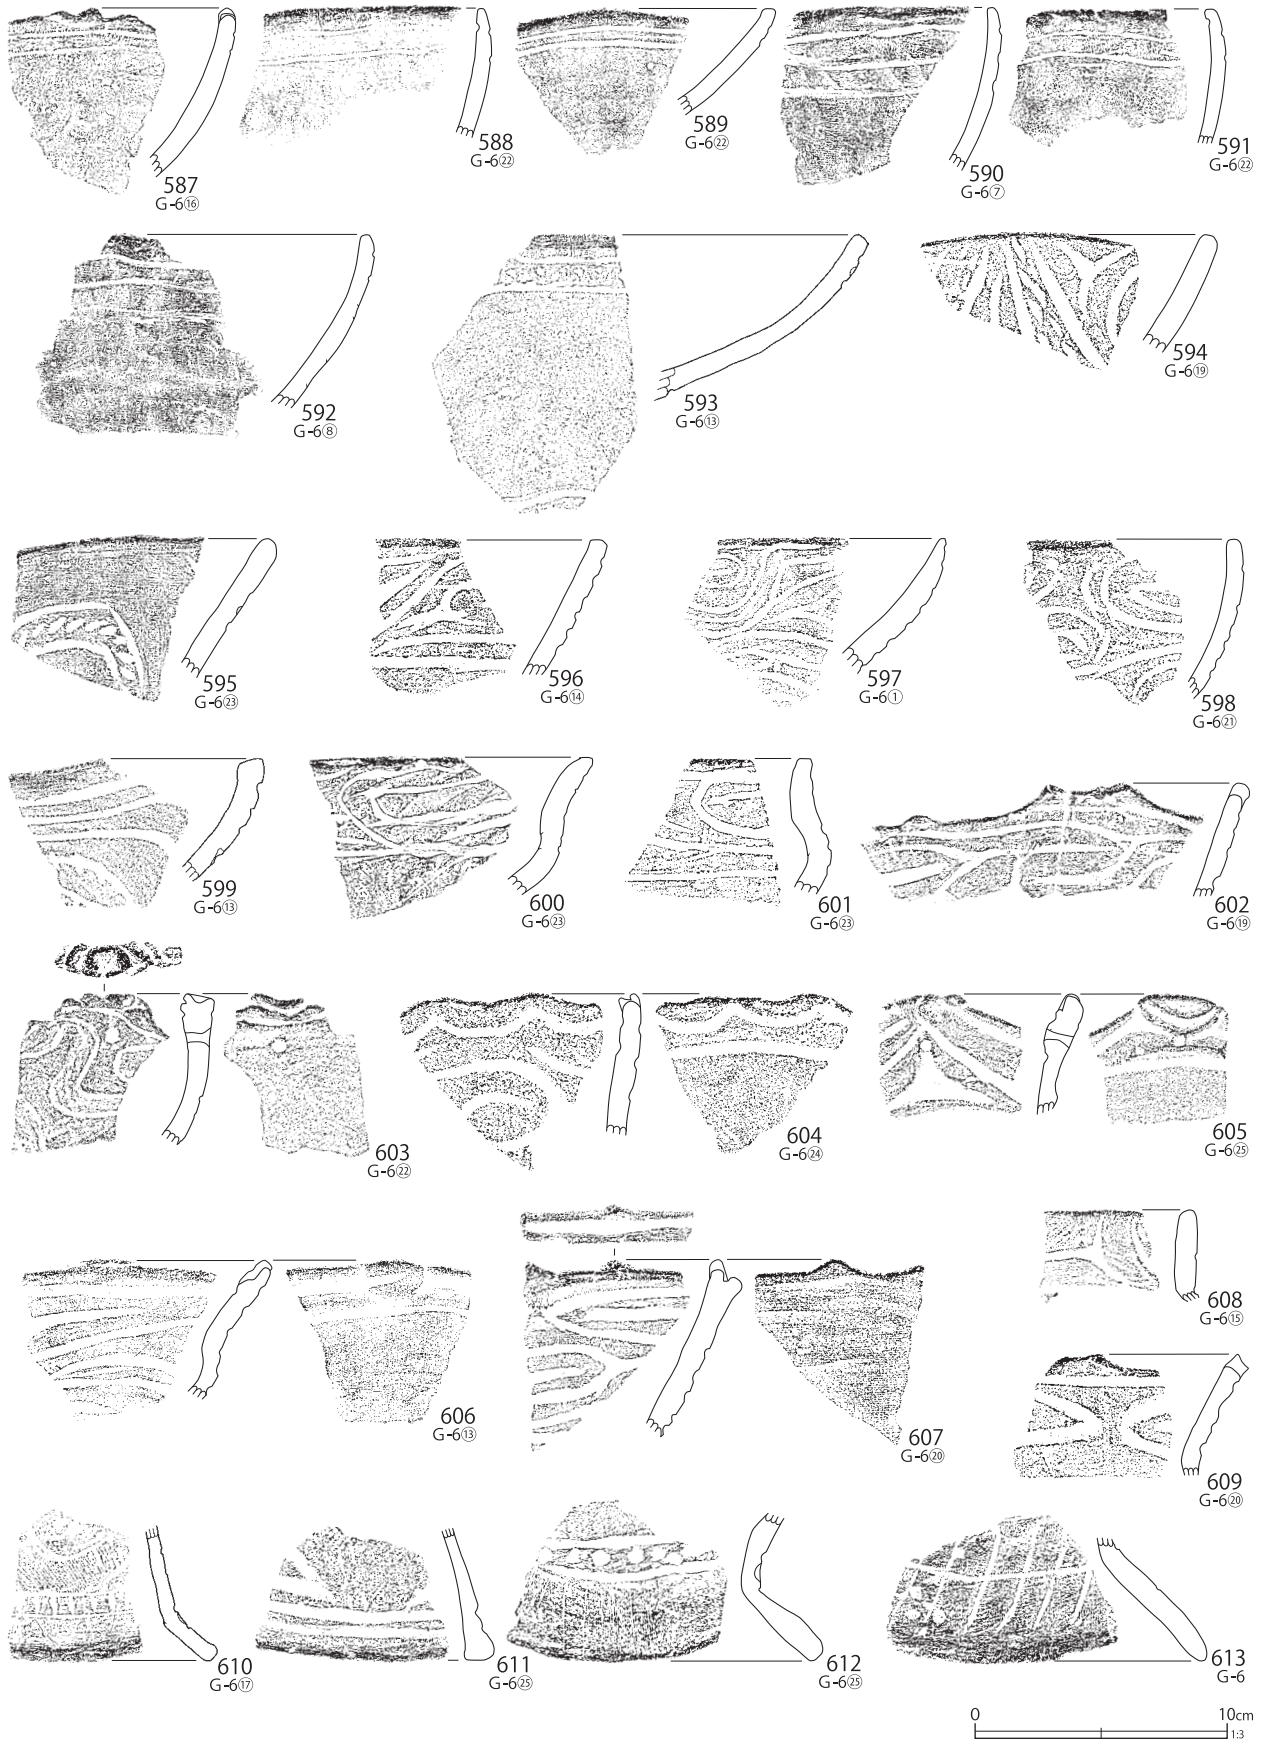 587
G-6⑯
588
G-6㉒
589
G-6㉒
590
G-6⑦
591
G-6㉒
592
G-6⑧
593
G-6⑬
594
G-6⑲
595
G-6㉓
596
G-6⑭
597
G-6①
598
G-6㉑
599
G-6⑬
600
G-6㉓
601
G-6㉓
602
G-6⑲
603
G-6㉒
604
G-6㉔
605
G-6㉕
606
G-6⑬
607
G-6⑳
608
G-6⑮
609
G-6⑳
610
G-6⑰
611
G-6㉕
612
G-6㉕
613
G-6
0 10cm
1:3